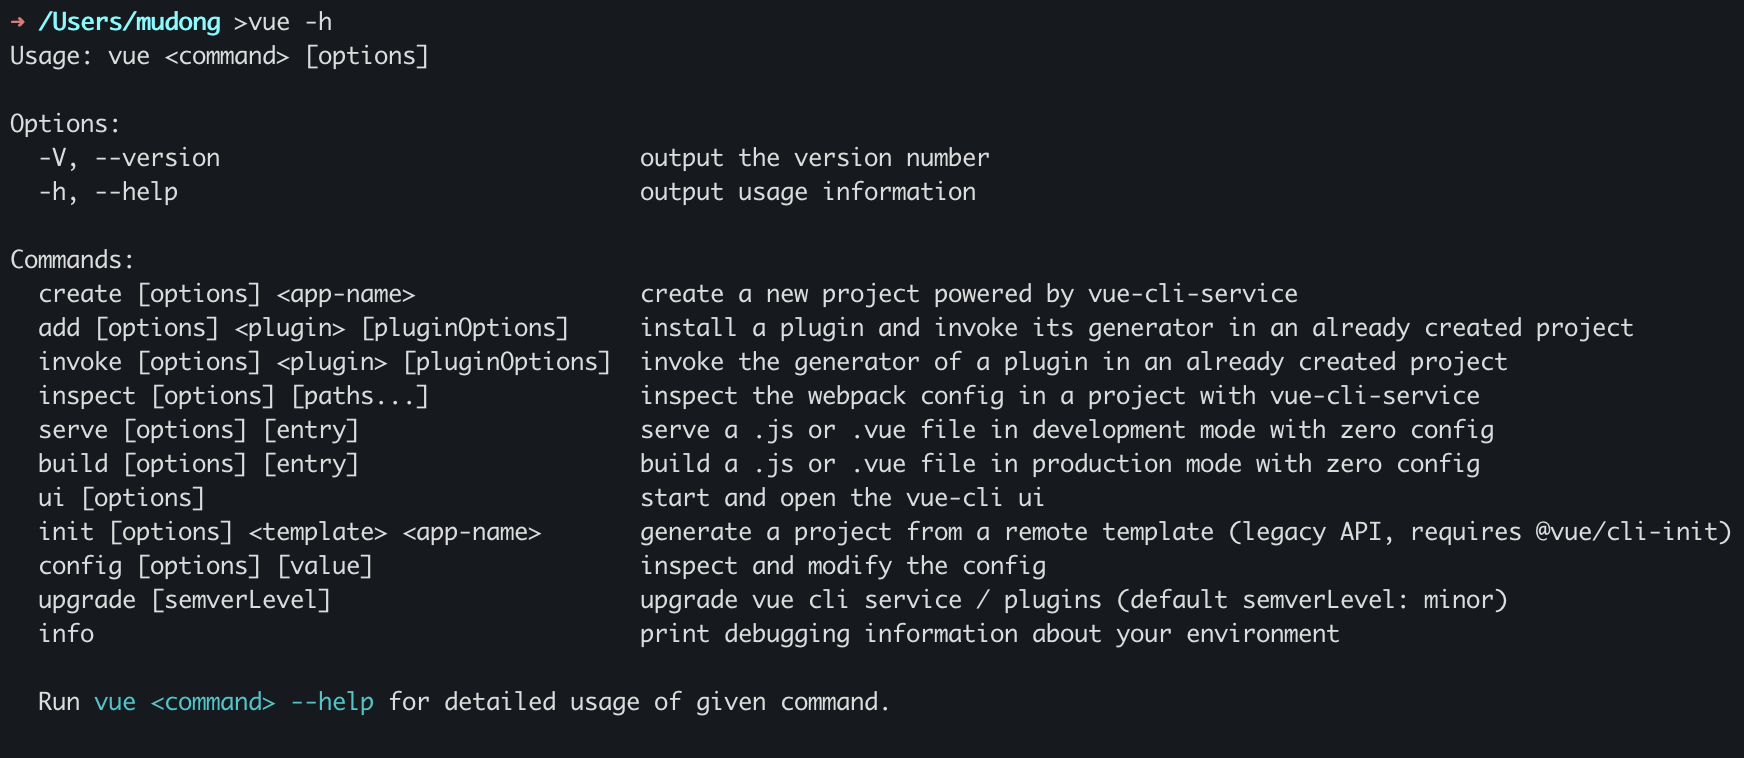 ➜ /Users/mudong >vue -h
Usage: vue <command> [options]

Options:
  -V, --version                              output the version number
  -h, --help                                 output usage information

Commands:
  create [options] <app-name>                create a new project powered by vue-cli-service
  add [options] <plugin> [pluginOptions]     install a plugin and invoke its generator in an already created project
  invoke [options] <plugin> [pluginOptions]  invoke the generator of a plugin in an already created project
  inspect [options] [paths...]               inspect the webpack config in a project with vue-cli-service
  serve [options] [entry]                    serve a .js or .vue file in development mode with zero config
  build [options] [entry]                    build a .js or .vue file in production mode with zero config
  ui [options]                               start and open the vue-cli ui
  init [options] <template> <app-name>       generate a project from a remote template (legacy API, requires @vue/cli-init)
  config [options] [value]                   inspect and modify the config
  upgrade [semverLevel]                      upgrade vue cli service / plugins (default semverLevel: minor)
  info                                       print debugging information about your environment

  Run vue <command> --help for detailed usage of given command.